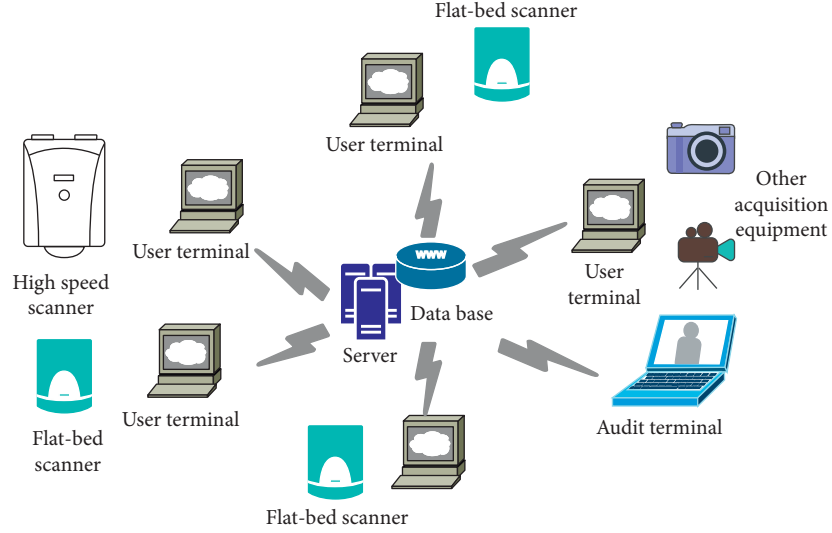 Flat-bed scanner
User terminal
Other
acquisition
equipment
User terminal
www
User
terminal
High speed
scanner
Data base
Server
User terminal
Audit terminal
Flat-bed
scanner
Flat-bed scanner